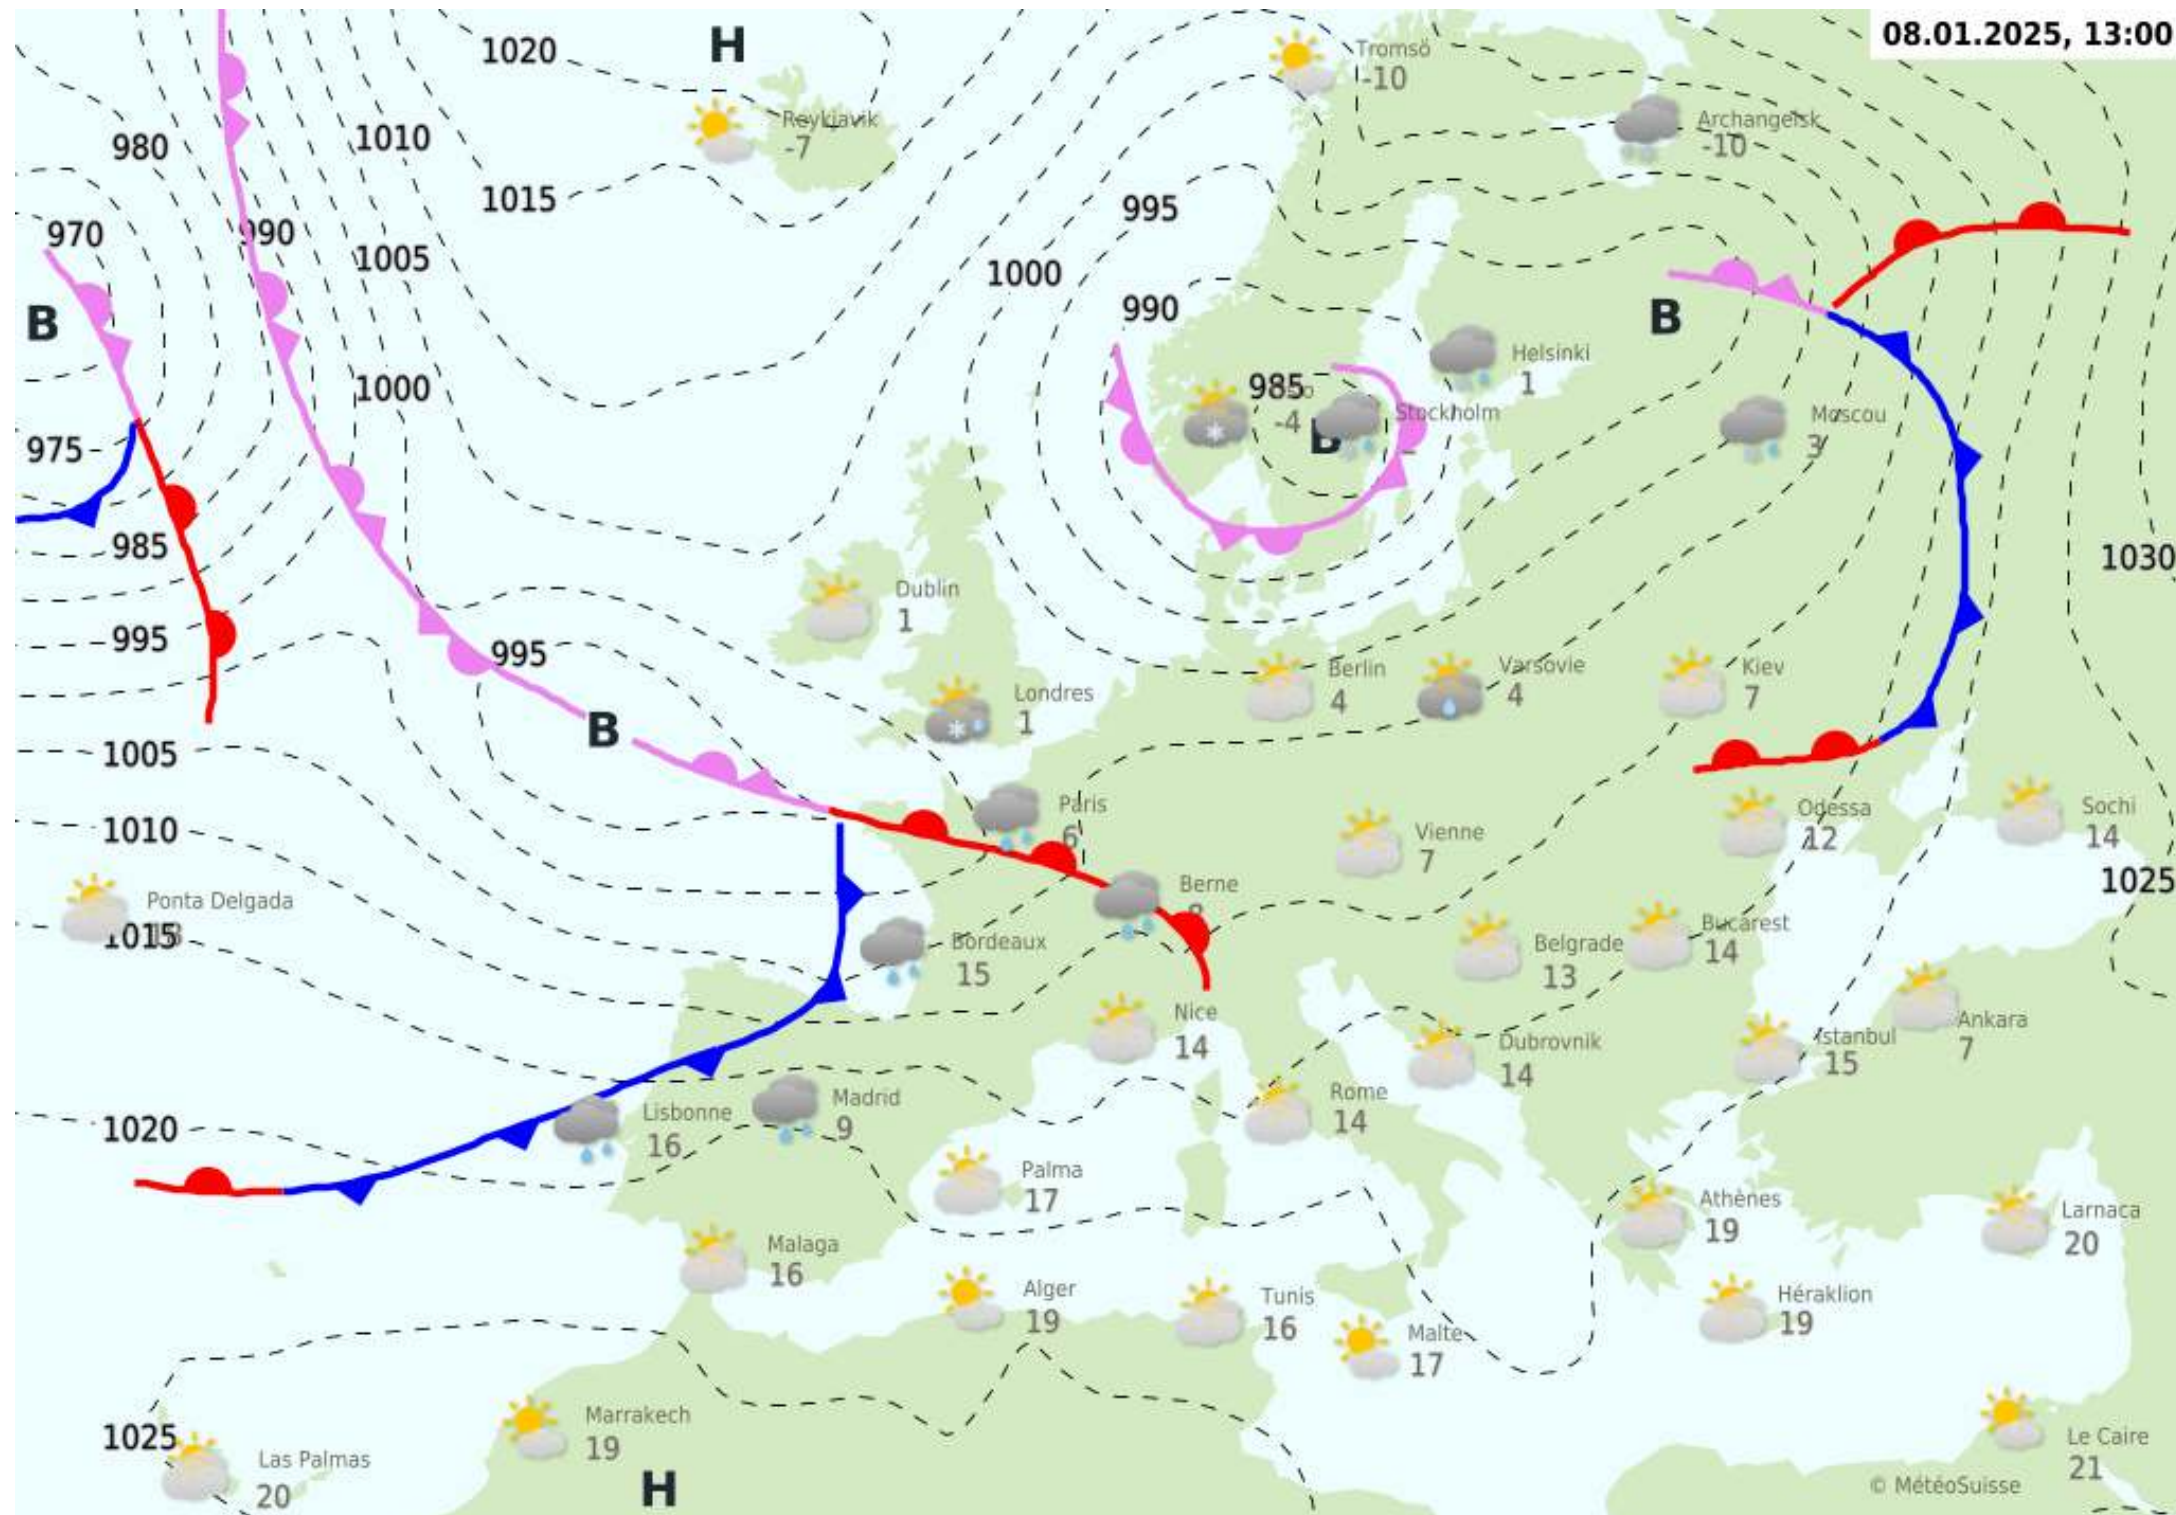 08.01.2025, 13:00
1020
H
Tromsö
-10
980
1010
Reykjavik
-7
Archangelsk
-10
1015
995
970
990
1005
1000
990
B
B
Helsinki
1
1000
985
-4
Stockholm
B
Moscou
3
975
985
1030
Dublin
1
995
995
Berlin
4
Varsovie
4
Kiev
7
Londres
1
B
1005
Paris
6
Odessa
12
Sochi
14
1010
Vienne
7
1025
Berne
8
Ponta Delgada
1015
Bordeaux
15
Belgrade
13
Bucarest
14
Nice
14
Dubrovnik
14
Istanbul
15
Ankara
7
Rome
14
Madrid
9
Lisbonne
16
1020
Palma
17
Athènes
19
Larnaca
20
Malaga
16
Alger
19
Tunis
16
Héraklion
19
Malte
17
Marrakech
19
1025
Las Palmas
20
H
Le Caire
21
© MétéoSuisse